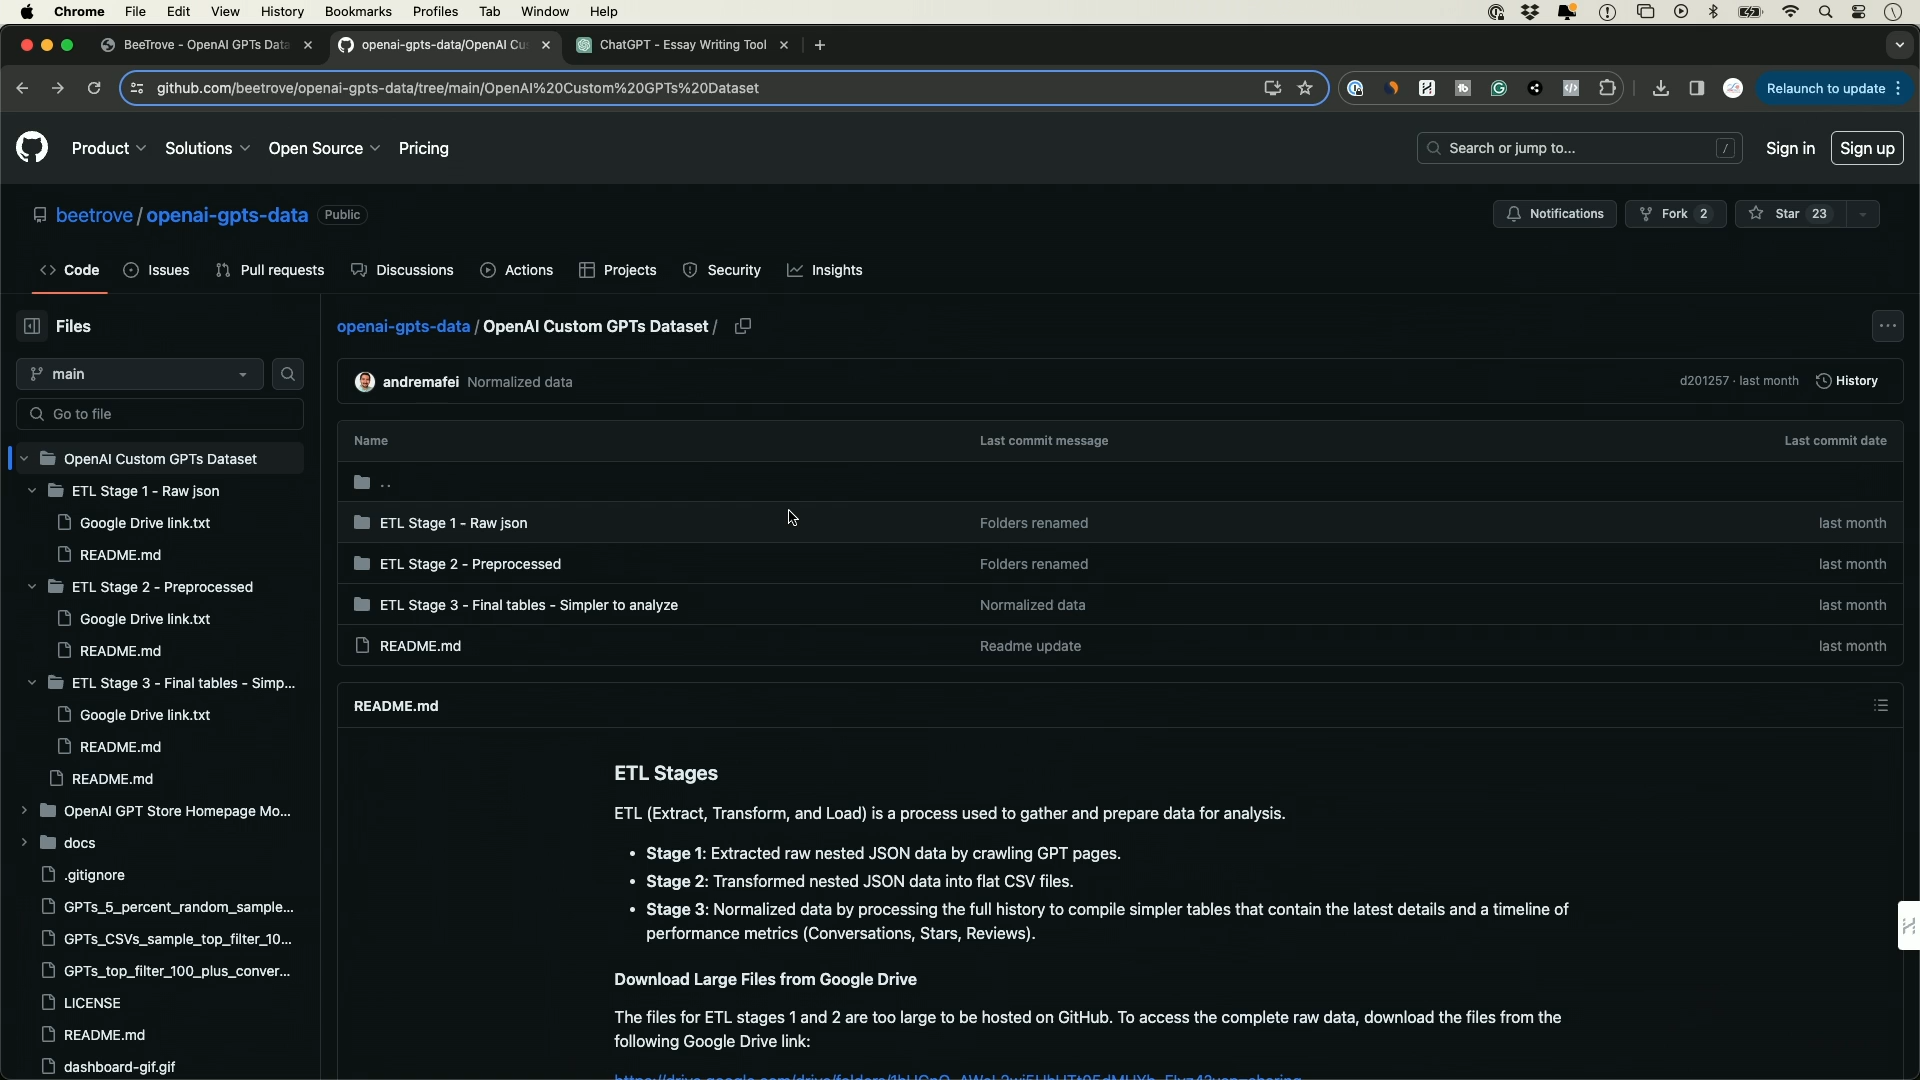 Chrome File Edit View History Bookmarks Profiles Tab Window Help
BeeTrove - OpenAI GPTs Data openai-gpts-data/OpenAI Cu ChatGPT - Essay Writing Tool
github.com/beetrove/openai-gpts-data/tree/main/OpenAI%20Custom%20GPTs%20Dataset Relaunch to update
Product Solutions Open Source Pricing Search or jump to... / Sign in Sign up
beetrove / openai-gpts-data Public Notifications Fork 2 Star 23
Code Issues Pull requests Discussions Actions Projects Security Insights
Files
openai-gpts-data / OpenAI Custom GPTs Dataset /
main
andremafei Normalized data d201257 · last month History
Go to file
Name Last commit message Last commit date
OpenAI Custom GPTs Dataset
..
ETL Stage 1 - Raw json
Google Drive link.txt
README.md
ETL Stage 2 - Preprocessed
Google Drive link.txt
README.md
ETL Stage 3 - Final tables - Simp...
Google Drive link.txt
README.md
README.md
OpenAI GPT Store Homepage Mo...
docs
.gitignore
GPTs_5_percent_random_sample...
GPTs_CSVs_sample_top_filter_10...
GPTs_top_filter_100_plus_conver...
LICENSE
README.md
dashboard-gif.gif
ETL Stage 1 - Raw json Folders renamed last month
ETL Stage 2 - Preprocessed Folders renamed last month
ETL Stage 3 - Final tables - Simpler to analyze Normalized data last month
README.md Readme update last month
README.md
ETL Stages
ETL (Extract, Transform, and Load) is a process used to gather and prepare data for analysis.
• Stage 1: Extracted raw nested JSON data by crawling GPT pages.
• Stage 2: Transformed nested JSON data into flat CSV files.
• Stage 3: Normalized data by processing the full history to compile simpler tables that contain the latest details and a timeline of
performance metrics (Conversations, Stars, Reviews).
Download Large Files from Google Drive
The files for ETL stages 1 and 2 are too large to be hosted on GitHub. To access the complete raw data, download the files from the
following Google Drive link: